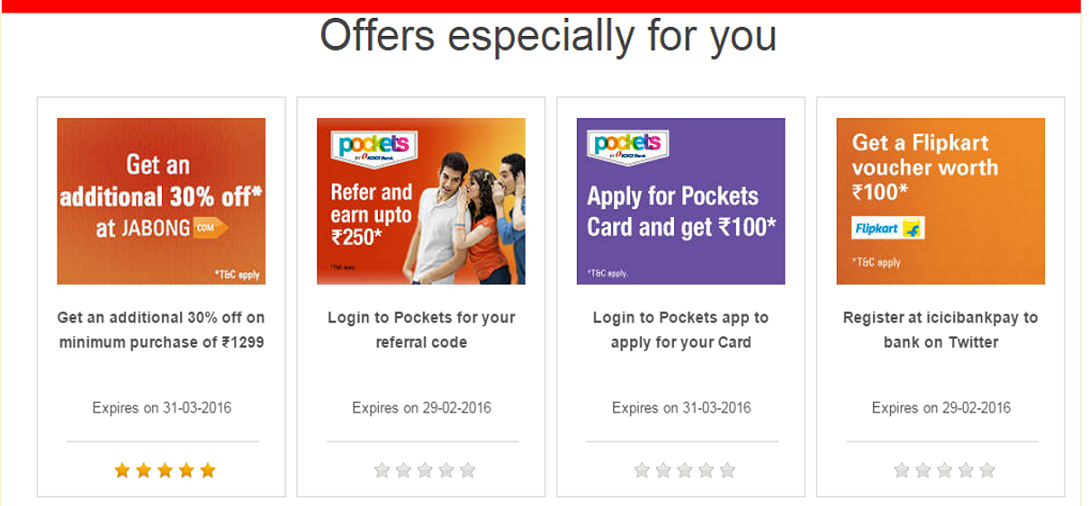 Offers especially for you
Get an
additional 30% off*
at JABONG COM
*T&C apply
Get an additional 30% off on
minimum purchase of ₹1299
Expires on 31-03-2016
pockets
BY ICICI Bank
Refer and
earn upto
₹250*
*T&C apply
Login to Pockets for your
referral code
Expires on 29-02-2016
pockets
BY ICICI Bank
Apply for Pockets
Card and get ₹100*
*T&C apply.
Login to Pockets app to
apply for your Card
Expires on 31-03-2016
Get a Flipkart
voucher worth
₹100*
Flipkart
*T&C apply
Register at icicibankpay to
bank on Twitter
Expires on 29-02-2016